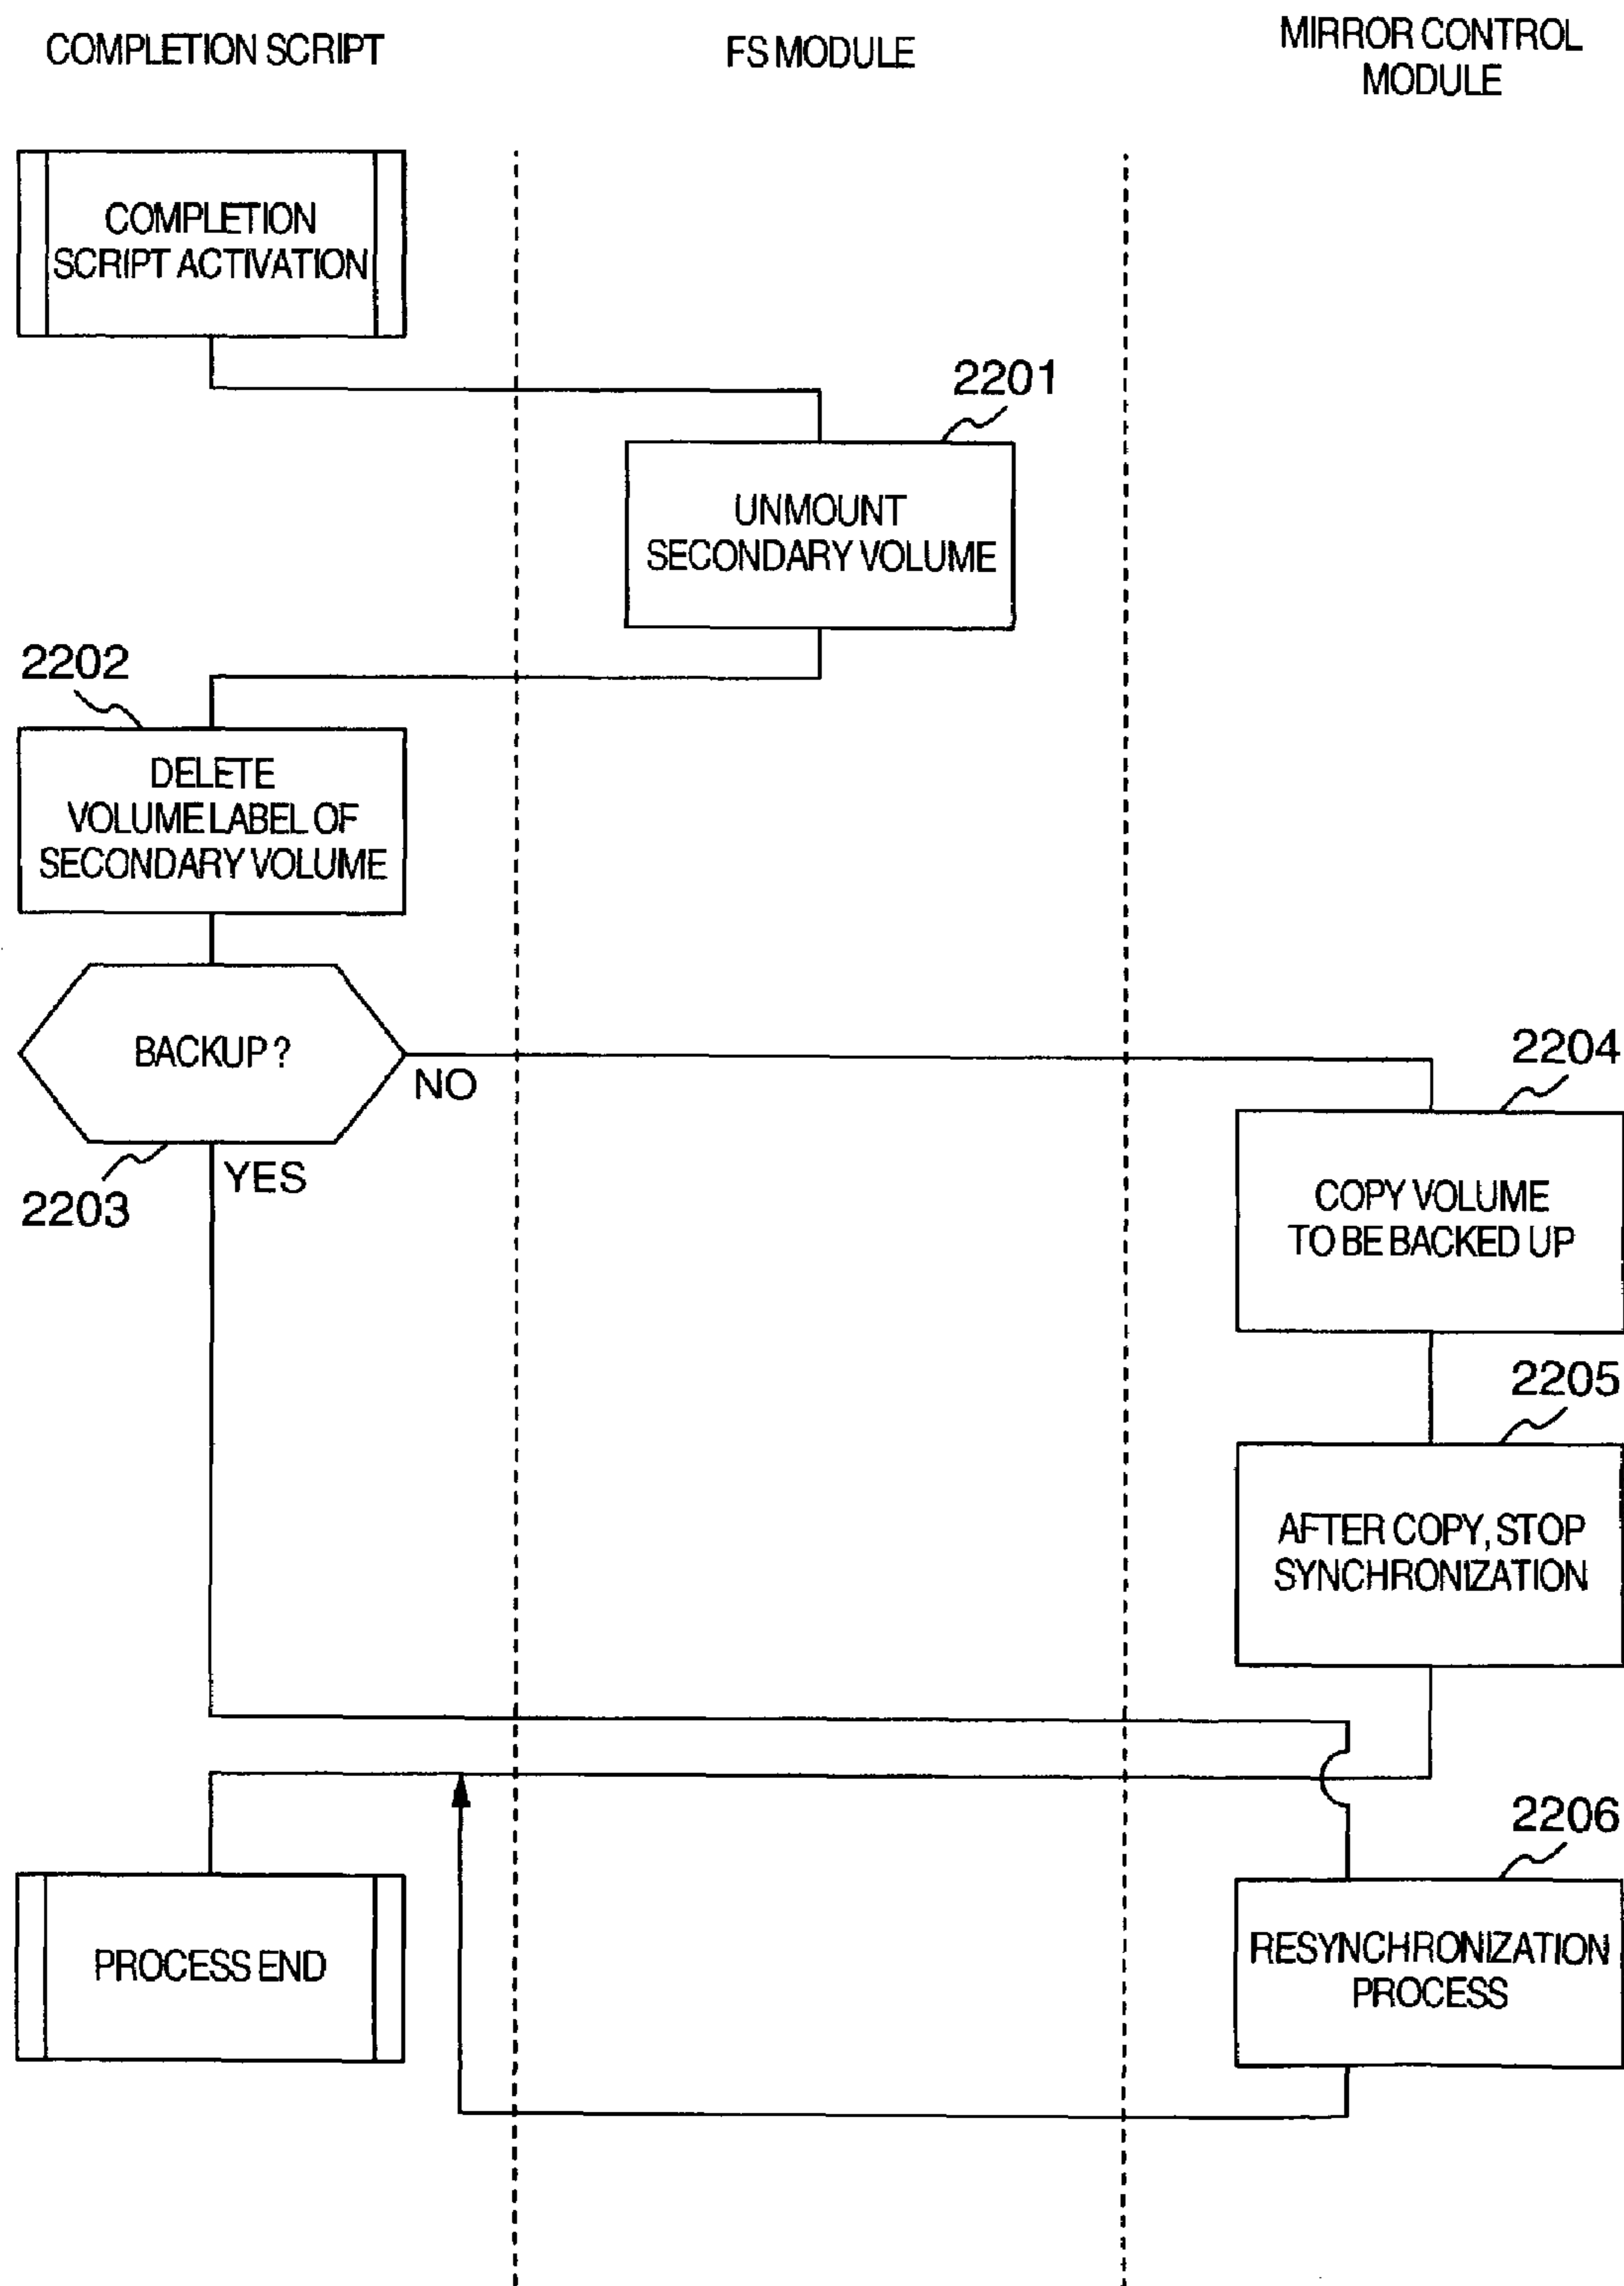 COMPLETION SCRIPT
FS MODULE
MIRROR CONTROL
MODULE
COMPLETION
SCRIPT ACTIVATION
2201
UNMOUNT
SECONDARY VOLUME
2202
DELETE
VOLUME LABEL OF
SECONDARY VOLUME
BACKUP ?
NO
YES
2203
2204
COPY VOLUME
TO BE BACKED UP
2205
AFTER COPY, STOP
SYNCHRONIZATION
2206
RESYNCHRONIZATION
PROCESS
PROCESS END